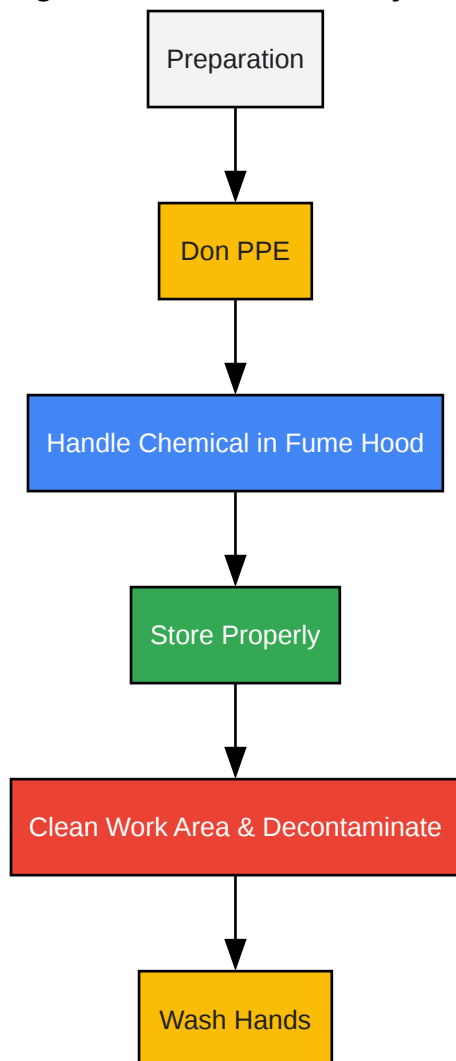 Preparation
Don PPE
Handle Chemical in Fume Hood
Store Properly
Clean Work Area & Decontaminate
Wash Hands